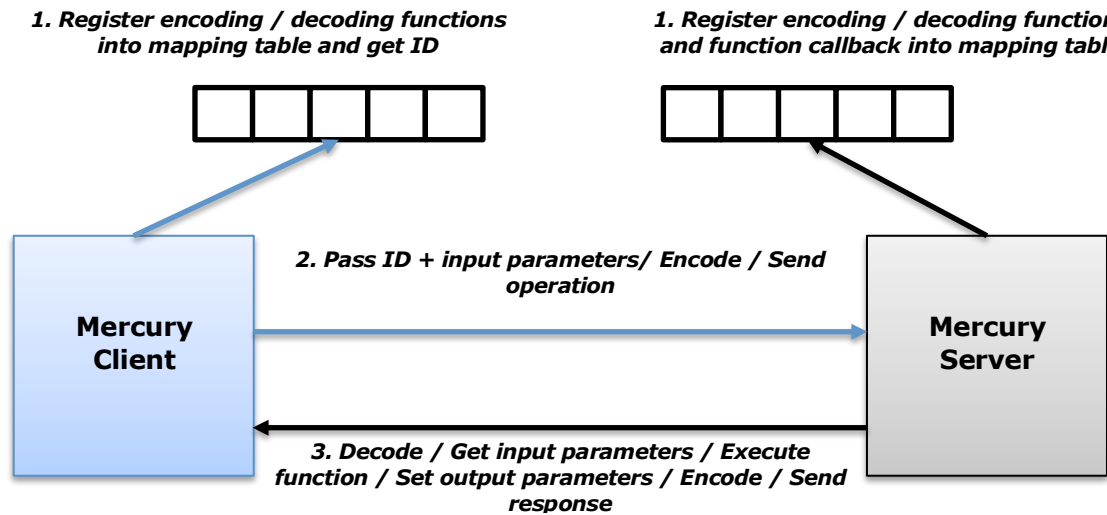 1. Register encoding / decoding functions
into mapping table and get ID
1. Register encoding / decoding function
and function callback into mapping tabl
2. Pass ID + input parameters/ Encode / Send
operation
Mercury
Client
Mercury
Server
3. Decode / Get input parameters / Execute
function / Set output parameters / Encode / Send
response